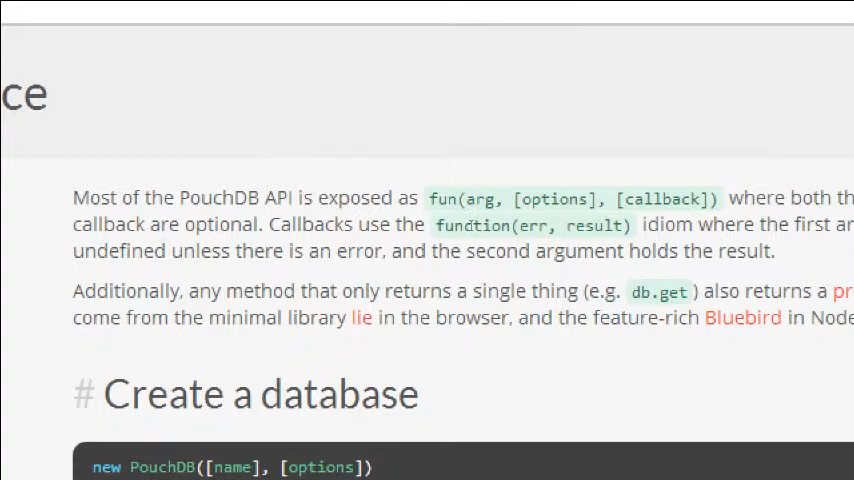 ce
Most of the PouchDB API is exposed as fun(arg, [options], [callback]) where both
callback are optional. Callbacks use the function(err, result) idiom where the first
undefined unless there is an error, and the second argument holds the result.
Additionally, any method that only returns a single thing (e.g. db.get) also returns a
come from the minimal library lie in the browser, and the feature-rich Bluebird in Node
# Create a database
new PouchDB([name], [options])